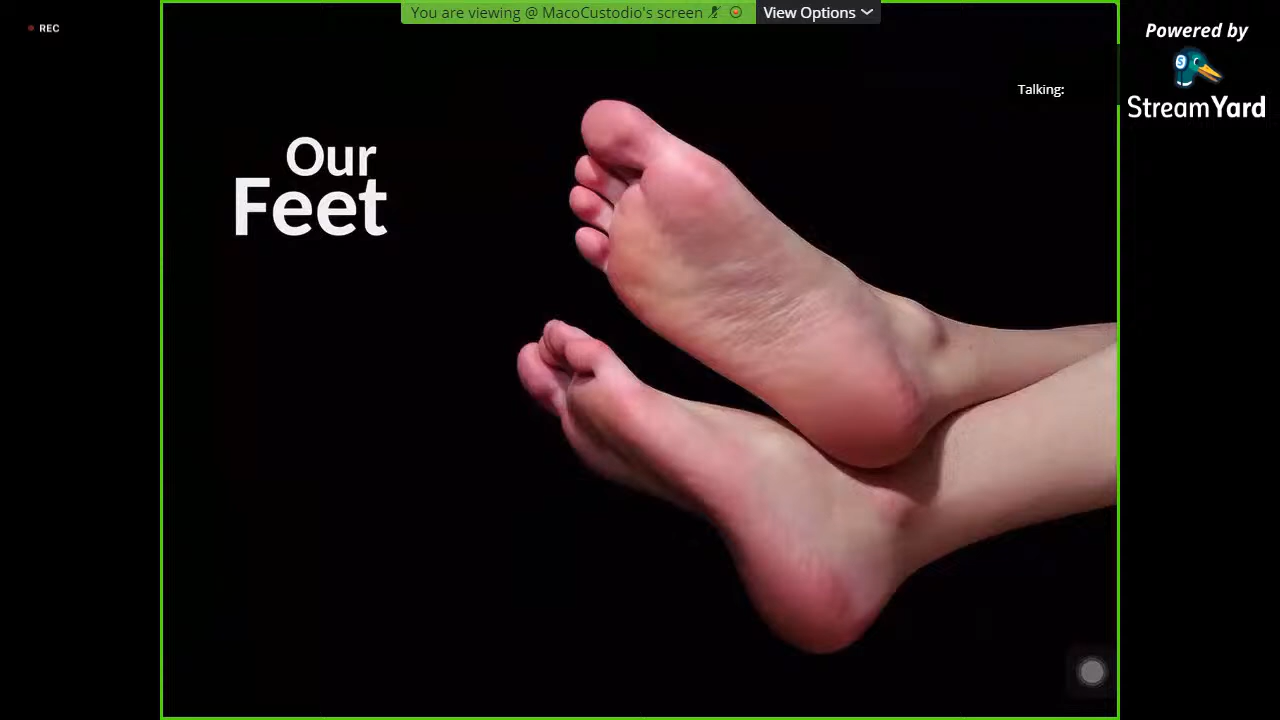 You are viewing @ MacoCustodio's screen
View Options
REC
Powered by
S
StreamYard
Talking:
Our
Feet